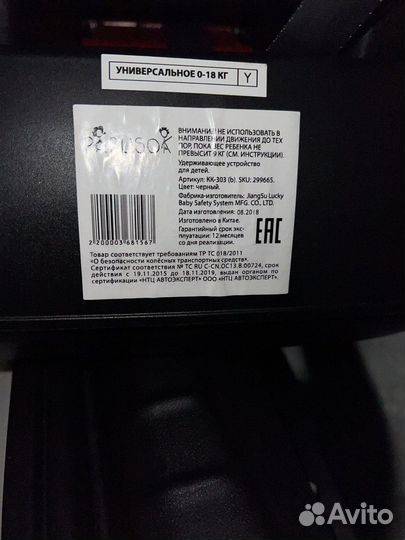 УНИВЕРСАЛЬНОЕ 0-18 КГ Y
ВНИМАНИЕ! НЕ ИСПОЛЬЗОВАТЬ В
НАПРАВЛЕНИИ ДВИЖЕНИЯ ДО ТЕХ
ПОР, ПОКА ВЕС РЕБЕНКА НЕ
ПРЕВЫСИТ 9 КГ (СМ. ИНСТРУКЦИИ).
Удерживающее устройство
для детей.
Артикул: KK-303 (b). SKU: 299665.
Цвет: черный.
Фабрика-изготовитель: JiangSu Lucky
Baby Safety System MFG. CO., LTD.
Дата изготовления: 08.2018
Изготовлено в Китае.
Гарантийный срок экс-
плуатации: 12 месяцев
со дня реализации.
EAC
2200003681567
Товар соответствует требованиям ТР ТС 018/2011
«О безопасности колёсных транспортных средств».
Сертификат соответствия № ТС RU C-CN.ОС13.В.00724, срок
действия с 19.11.2015 до 18.11.2019, выдан органом по
сертификации «НТЦ АВТОЭКСПЕРТ» ООО «НТЦ АВТОЭКСПЕРТ».
Avito